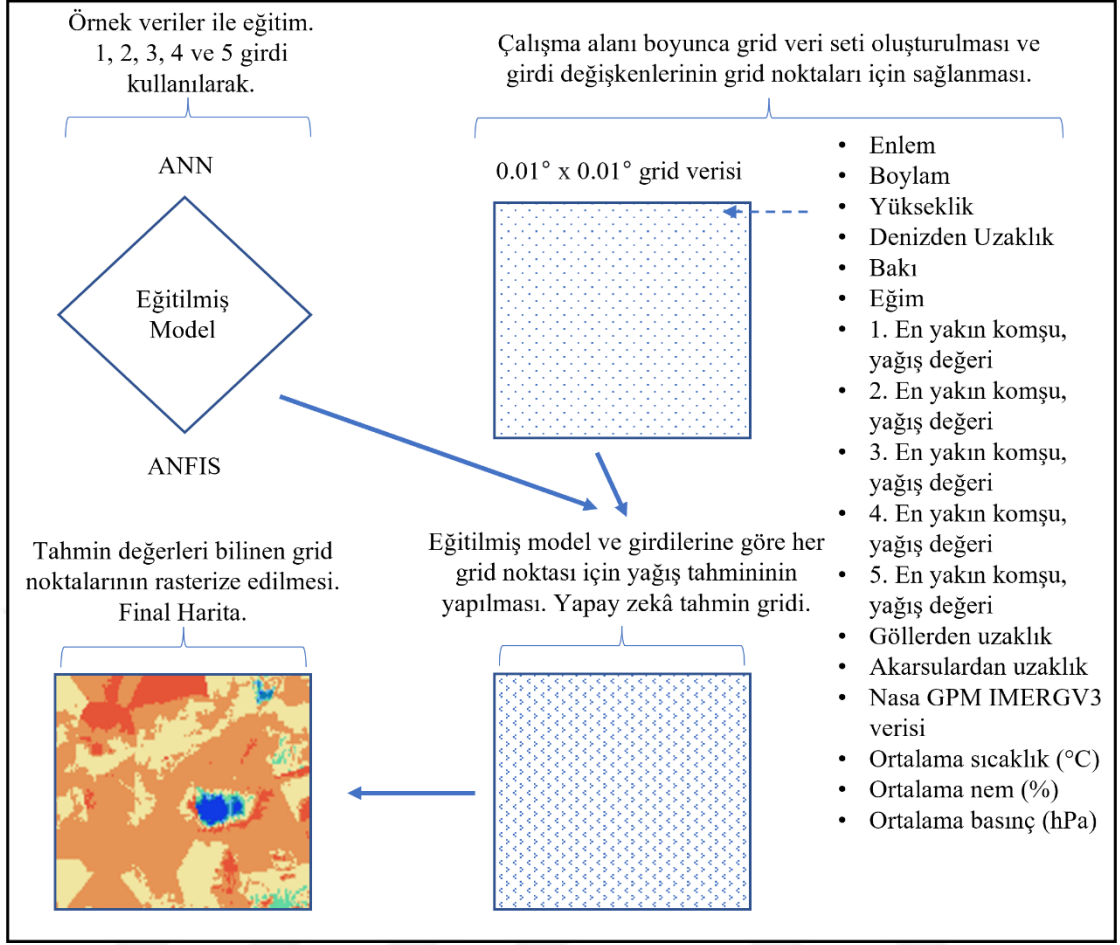 Örnek veriler ile eğitim.
1, 2, 3, 4 ve 5 girdi
kullanılarak.
ANN
Eğitilmiş
Model
ANFIS
Çalışma alanı boyunca grid veri seti oluşturulması ve
girdi değişkenlerinin grid noktaları için sağlanması.
0.01° x 0.01° grid verisi
• Enlem
• Boylam
• Yükseklik
• Denizden Uzaklık
• Bakı
• Eğim
• 1. En yakın komşu,
yağış değeri
• 2. En yakın komşu,
yağış değeri
• 3. En yakın komşu,
yağış değeri
• 4. En yakın komşu,
yağış değeri
• 5. En yakın komşu,
yağış değeri
• Göllerden uzaklık
• Akarsulardan uzaklık
• Nasa GPM IMERGV3
verisi
• Ortalama sıcaklık (°C)
• Ortalama nem (%)
• Ortalama basınç (hPa)
Eğitilmiş model ve girdilerine göre her
grid noktası için yağış tahmininin
yapılması. Yapay zekâ tahmin gridi.
Tahmin değerleri bilinen grid
noktalarının rasterize edilmesi.
Final Harita.